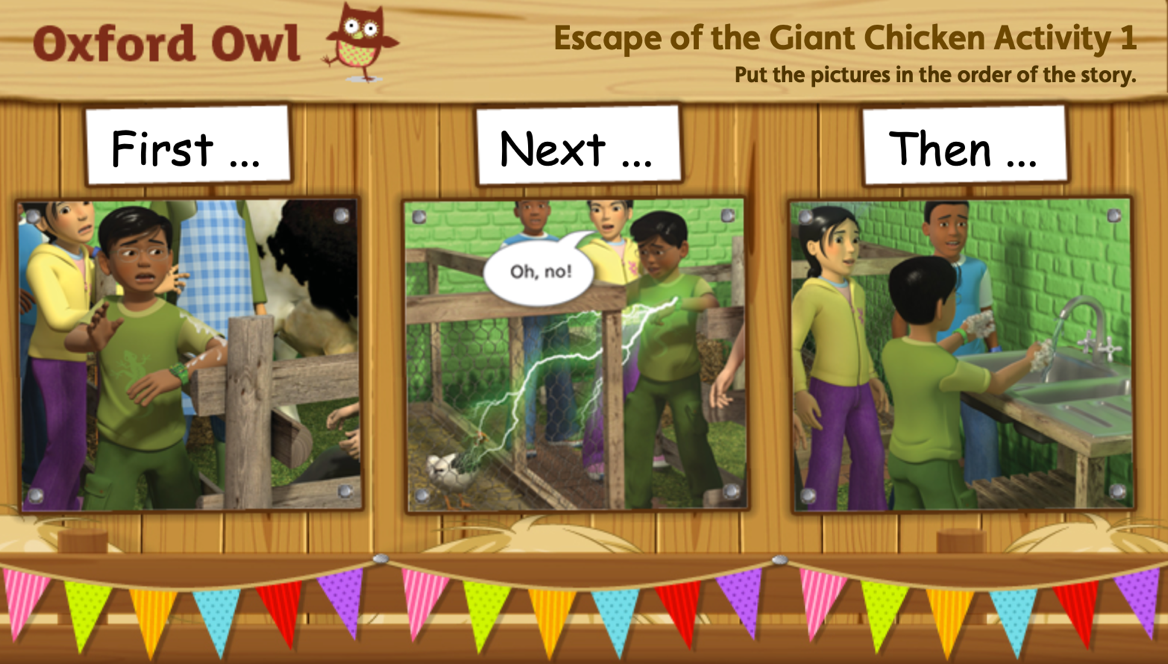 Oxford Owl
Escape of the Giant Chicken Activity 1
Put the pictures in the order of the story.
First ...
Next ...
Then ...
Oh, no!